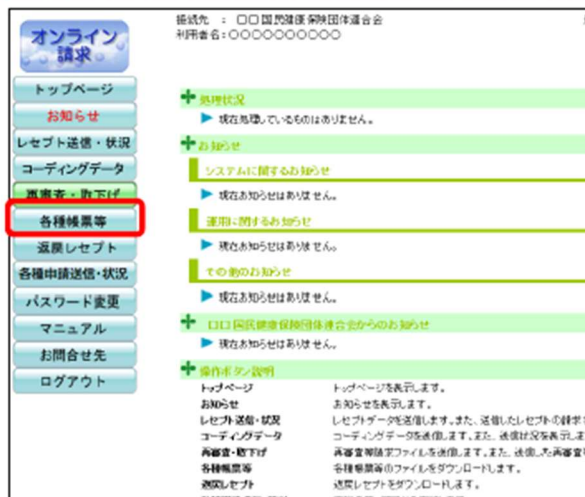 接続先 : 口口国民健康保険団体連合会
利用者名:〇〇〇〇〇〇〇〇〇〇
オンライン
請求
トップページ
お知らせ
レセプト送信・状況
コーディングデータ
再審査・取下げ
各種帳票等
返戻レセプト
各種申請送信・状況
パスワード変更
マニュアル
お問合せ先
ログアウト
処理状況
現在処理しているものはありません。
お知らせ
システムに関するお知らせ
現在お知らせはありません。
運用に関するお知らせ
現在お知らせはありません。
その他のお知らせ
現在お知らせはありません。
口口国民健康保険団体連合会からのお知らせ
現在お知らせはありません。
操作ボタン説明
トップページ トップページを表示します。
お知らせ お知らせを表示します。
レセプト送信・状況 レセプトデータを送信します。また、送信したレセプトの請求
コーディングデータ コーディングデータを送信します。また、送信状況を表示しま
再審査・取下げ 再審査等請求ファイルを送信します。また、送信した再審査
各種帳票等 各種帳票等のファイルをダウンロードします。
返戻レセプト 返戻レセプトをダウンロードします。